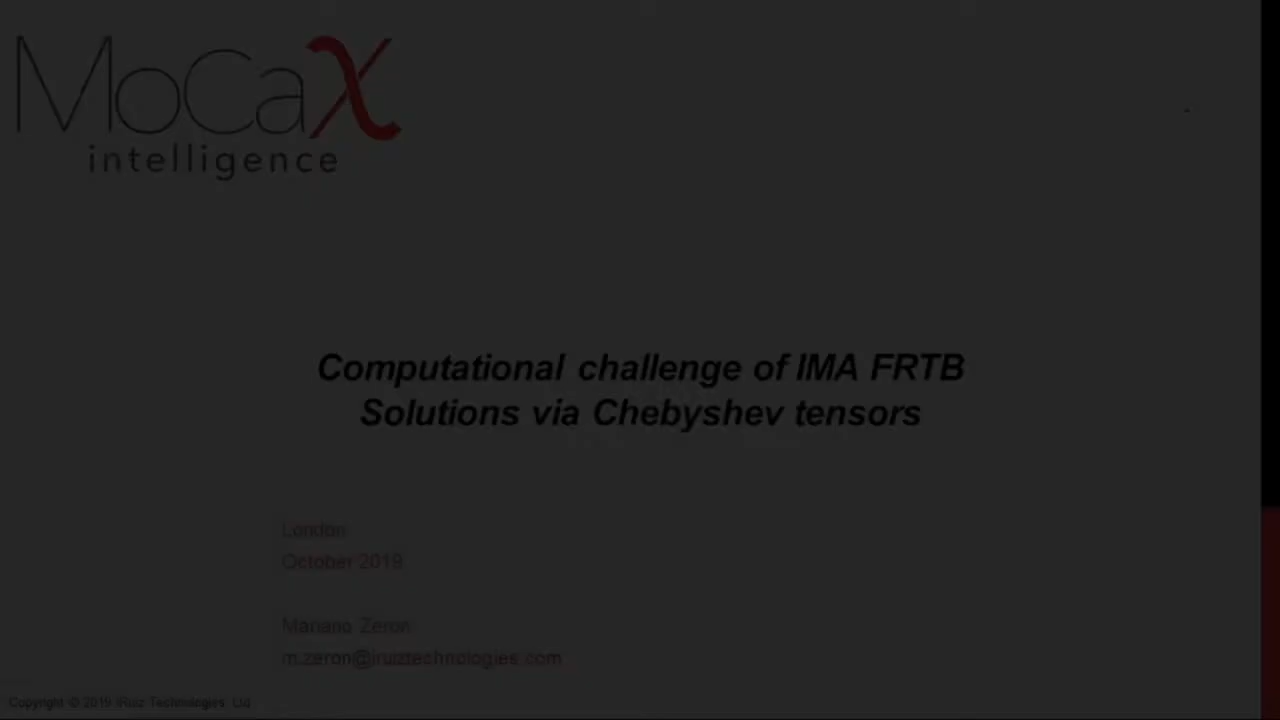 MoCaX
intelligence
Computational challenge of IMA FRTB
Solutions via Chebyshev tensors
London
October 2019
Mariano Zeron
m.zeron@iruiztechnologies.com
Copyright © 2019 iRuiz Technologies Ltd